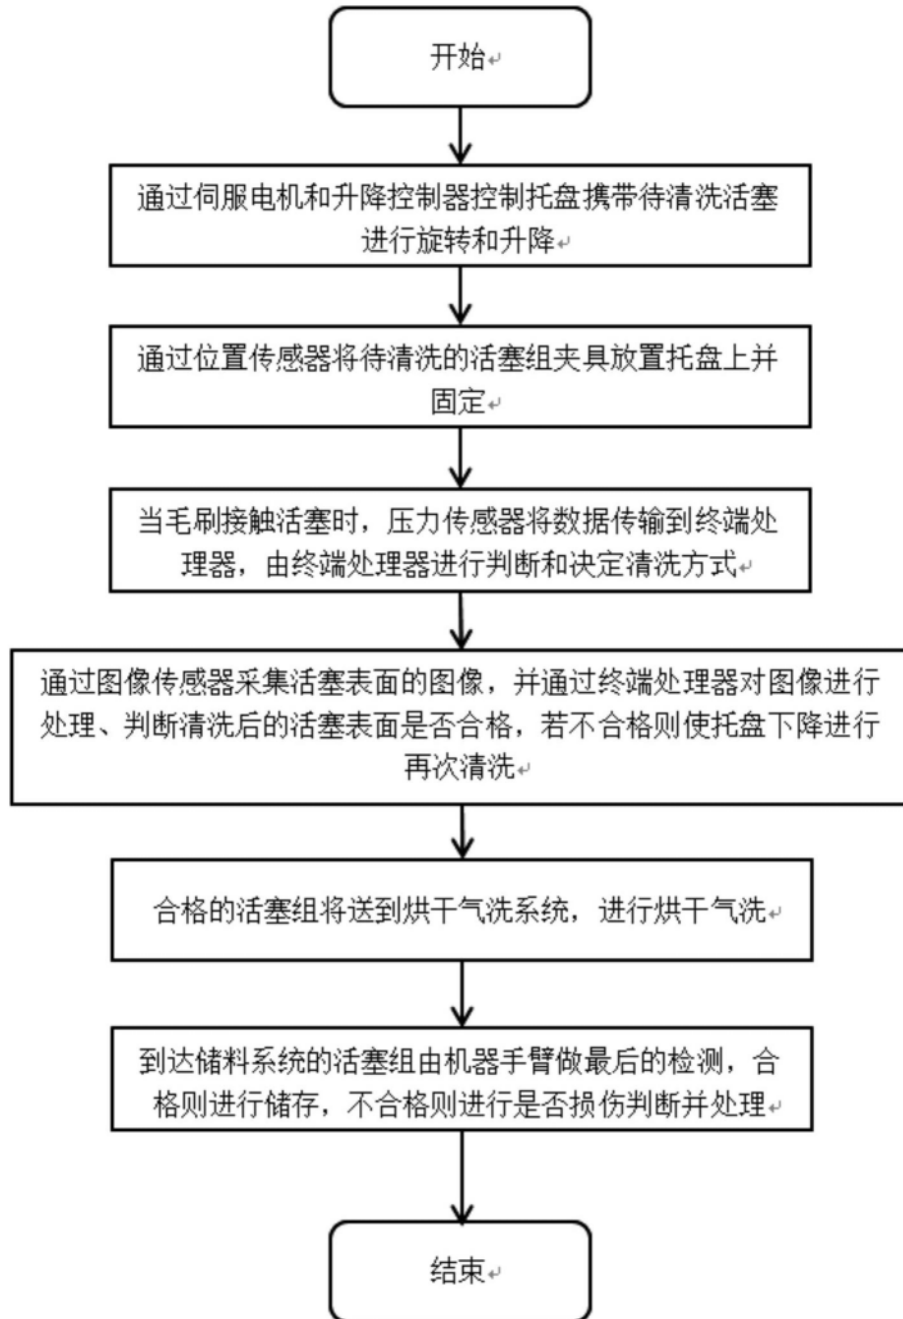 开始
通过伺服电机和升降控制器控制托盘携带待清洗活塞
进行旋转和升降
通过位置传感器将待清洗的活塞组夹具放置托盘上并
固定
当毛刷接触活塞时，压力传感器将数据传输到终端处
理器，由终端处理器进行判断和决定清洗方式
通过图像传感器采集活塞表面的图像，并通过终端处理器对图像进行
处理、判断清洗后的活塞表面是否合格，若不合格则使托盘下降进行
再次清洗
合格的活塞组将送到烘干气洗系统，进行烘干气洗
到达储料系统的活塞组由机器手臂做最后的检测，合
格则进行储存，不合格则进行是否损伤判断并处理
结束